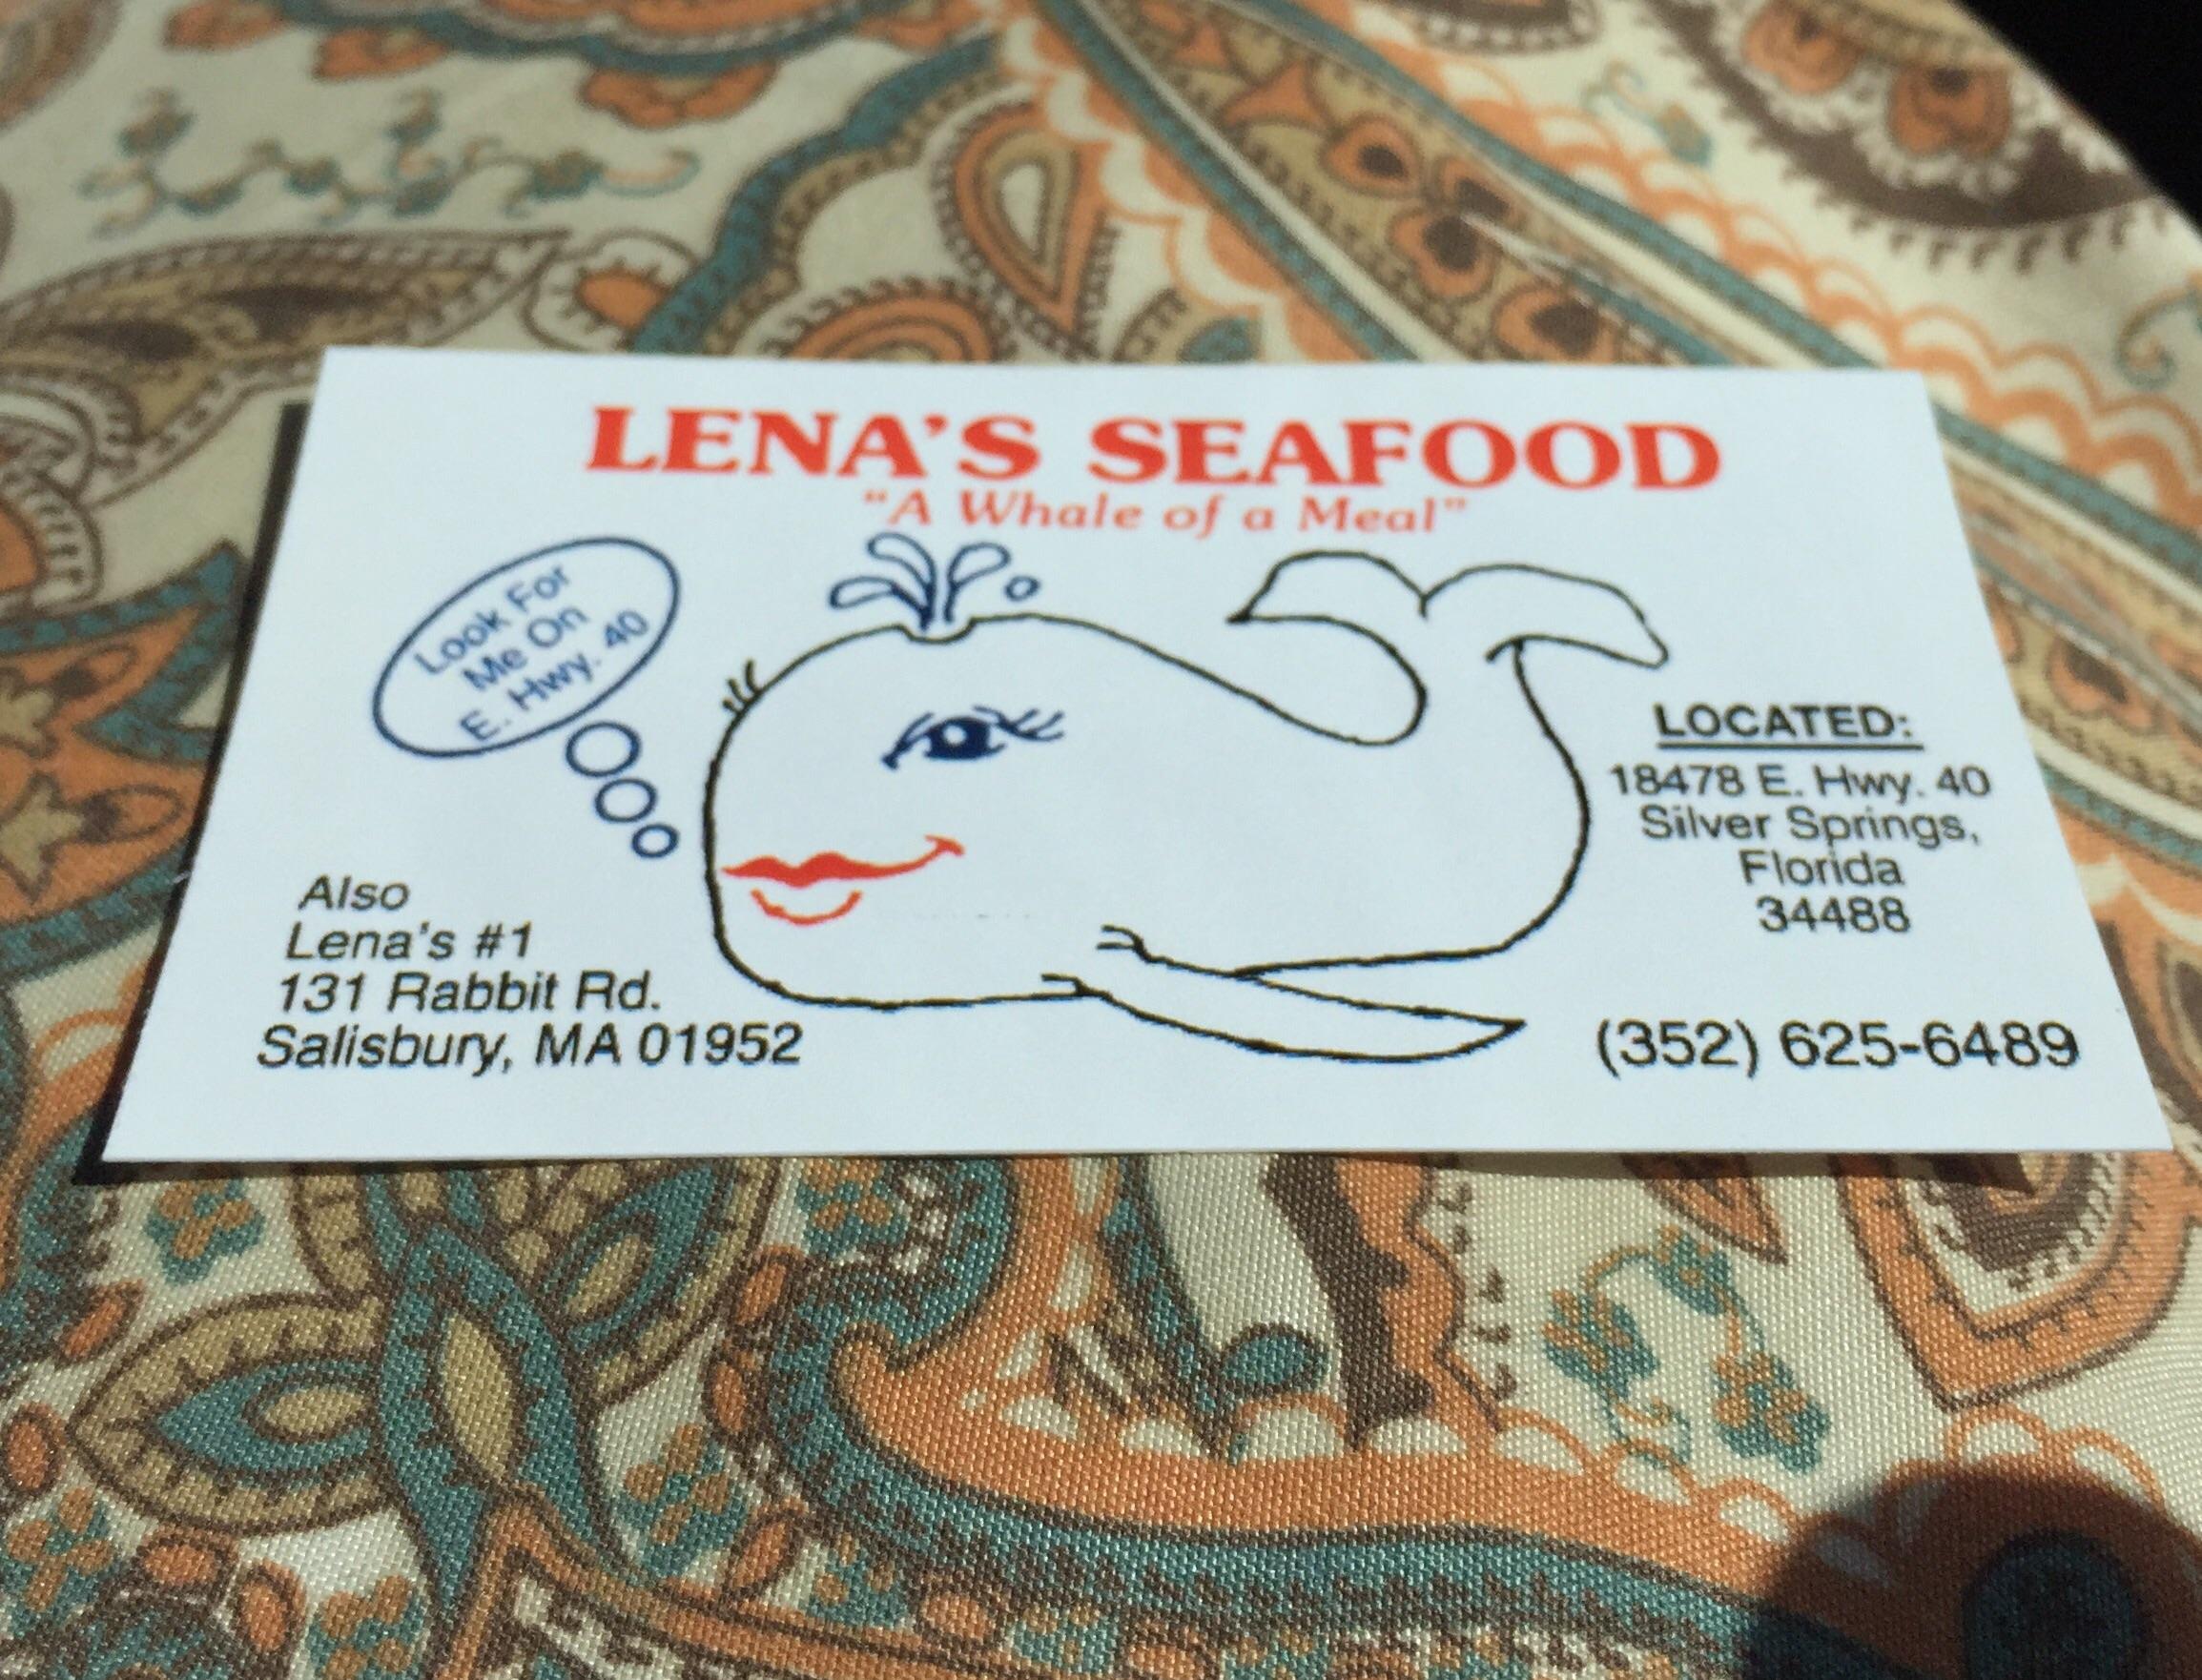 LENA'S SEAFOOD
"A Whale of a Meal"
Look For
Me On
E. Hwy. 40
LOCATED:
18478 E. Hwy. 40
Silver Springs,
Florida
34488
(352) 625-6489
Also
Lena's #1
131 Rabbit Rd.
Salisbury, MA 01952